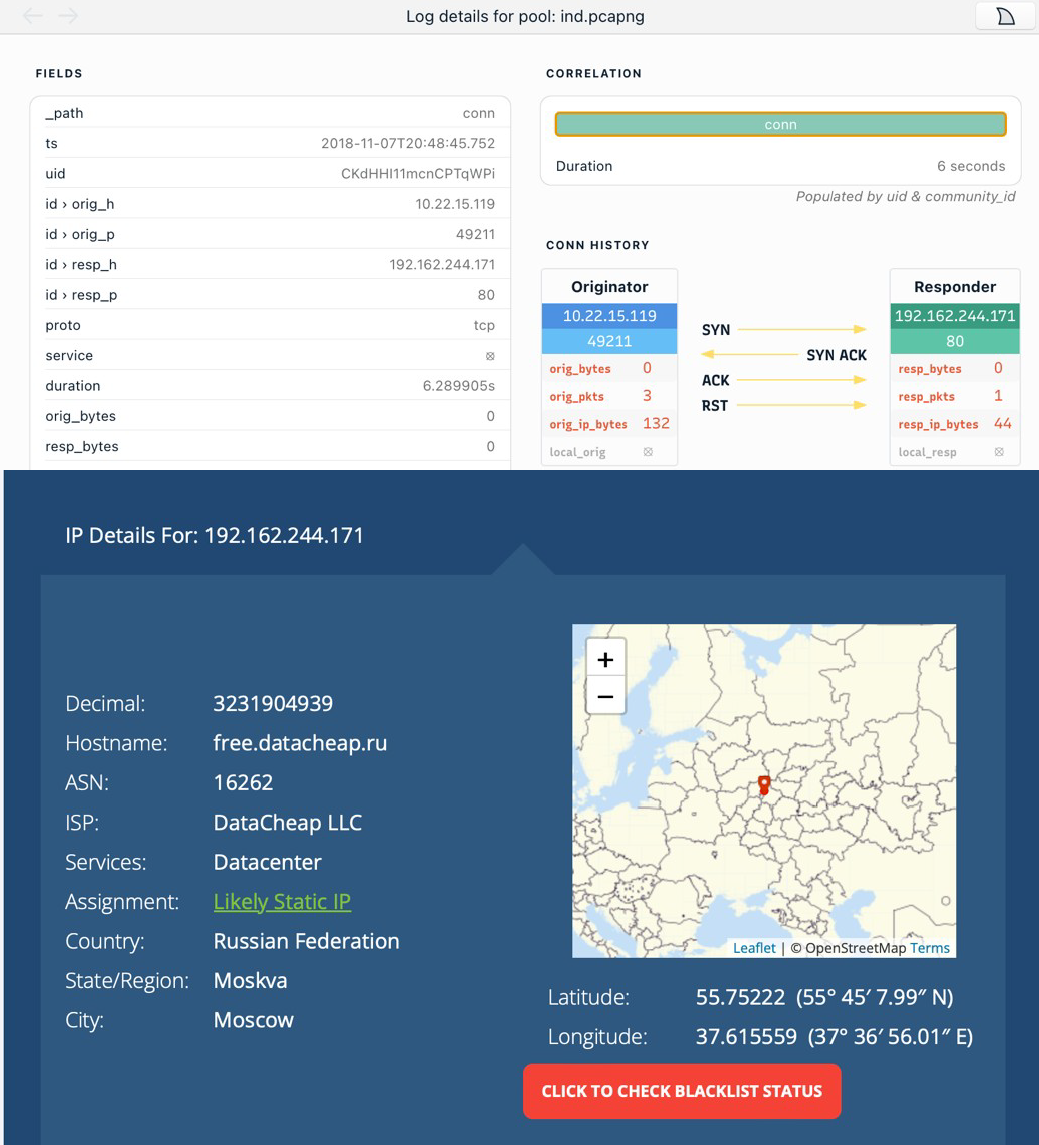 Log details for pool: ind.pcapng
FIELDS
_path conn
ts 2018-11-07T20:48:45.752
uid CKdHHI11mcnCPTqWPi
id › orig_h 10.22.15.119
id › orig_p 49211
id › resp_h 192.162.244.171
id › resp_p 80
proto tcp
service ⊠
duration 6.289905s
orig_bytes 0
resp_bytes 0
CORRELATION
conn
Duration 6 seconds
Populated by uid & community_id
CONN HISTORY
Originator
10.22.15.119
49211
orig_bytes 0
orig_pkts 3
orig_ip_bytes 132
local_orig ⊠
SYN
SYN ACK
ACK
RST
Responder
192.162.244.171
80
resp_bytes 0
resp_pkts 1
resp_ip_bytes 44
local_resp ⊠
IP Details For: 192.162.244.171
Decimal: 3231904939
Hostname: free.datacheap.ru
ASN: 16262
ISP: DataCheap LLC
Services: Datacenter
Assignment: Likely Static IP
Country: Russian Federation
State/Region: Moskva
City: Moscow
+
−
Leaflet | © OpenStreetMap Terms
Latitude: 55.75222 (55° 45′ 7.99″ N)
Longitude: 37.615559 (37° 36′ 56.01″ E)
CLICK TO CHECK BLACKLIST STATUS